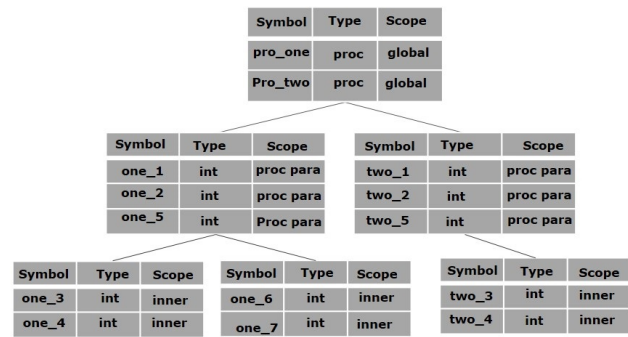 Symbol Type Scope
pro_one proc global
Pro_two proc global
Symbol Type Scope
one_1 int proc para
one_2 int proc para
one_5 int Proc para
Symbol Type Scope
two_1 int proc para
two_2 int proc para
two_5 int proc para
Symbol Type Scope
one_3 int inner
one_4 int inner
Symbol Type Scope
one_6 int inner
one_7 int inner
Symbol Type Scope
two_3 int inner
two_4 int inner